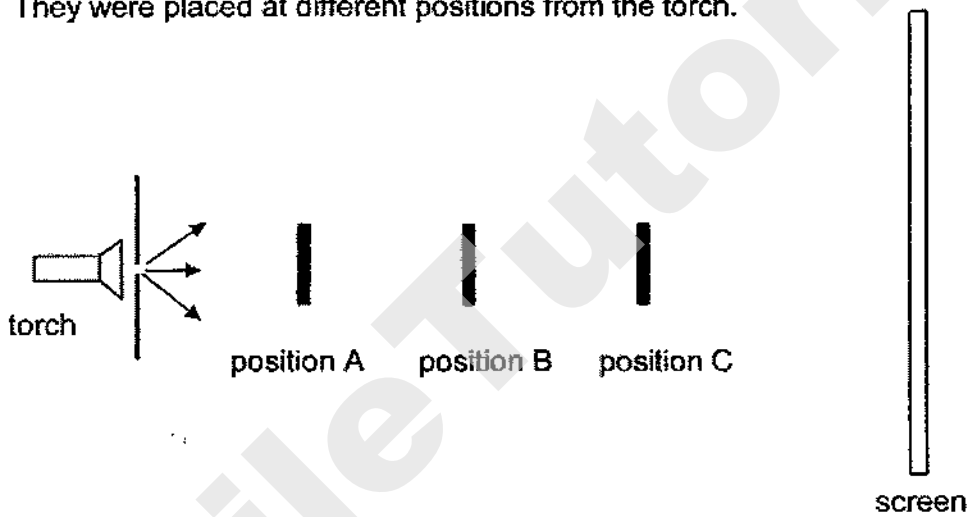 They were placed at different positions from the torch.
torch
position A
position B
position C
screen